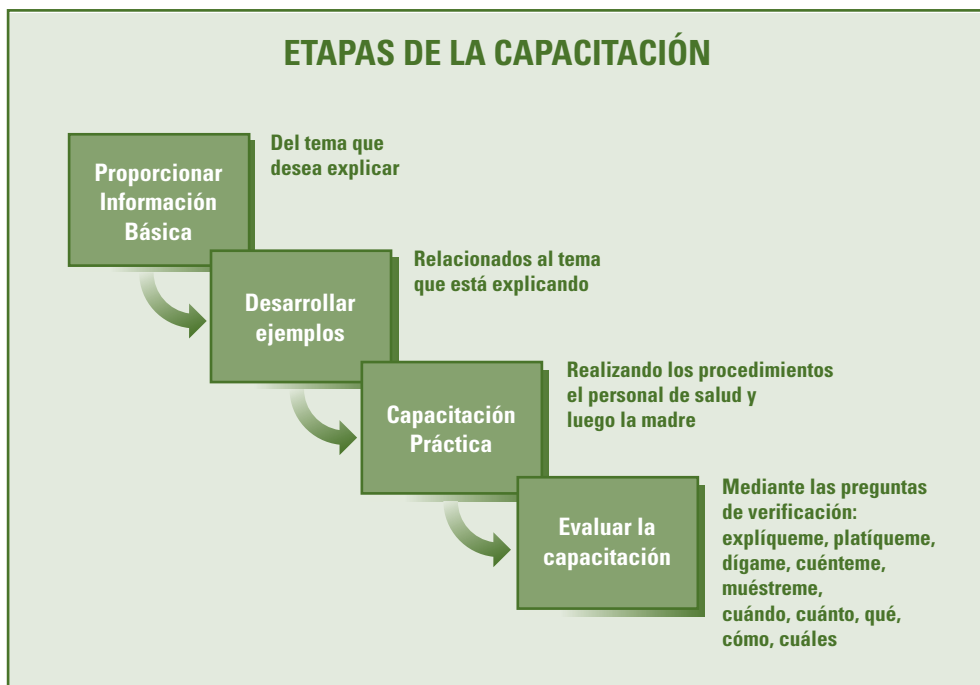 ETAPAS DE LA CAPACITACIÓN
Proporcionar
Información
Básica
Del tema que
desea explicar
Desarrollar
ejemplos
Relacionados al tema
que está explicando
Capacitación
Práctica
Realizando los procedimientos
el personal de salud y
luego la madre
Evaluar la
capacitación
Mediante las preguntas
de verificación:
explíqueme, platíqueme,
dígame, cuénteme,
muéstreme,
cuándo, cuánto, qué,
cómo, cuáles